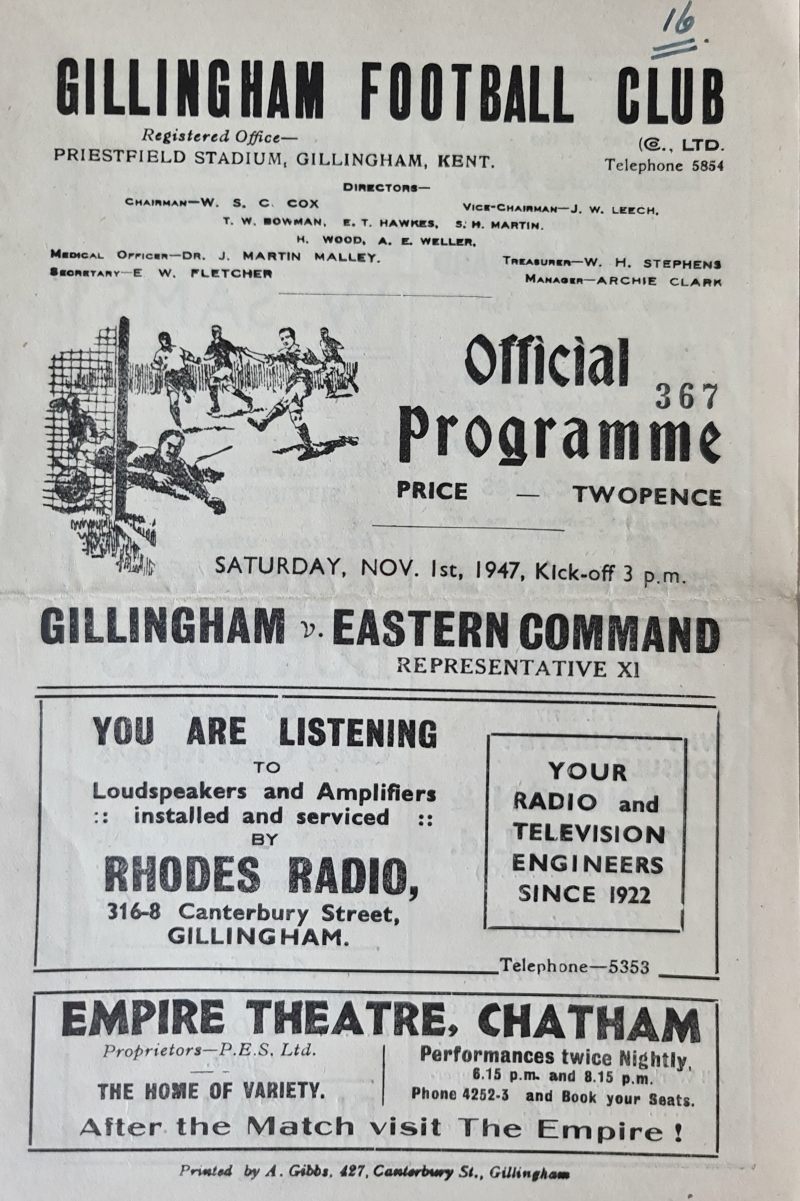 16.
GILLINGHAM FOOTBALL CLUB
Registered Office—
(Co., LTD.
PRIESTFIELD STADIUM, GILLINGHAM, KENT.
Telephone 5854
DIRECTORS—
CHAIRMAN—W. S. C. COX
VICE-CHAIRMAN—J. W. LEECH,
T. W. BOWMAN, E. T. HAWKES, S. H. MARTIN.
H. WOOD, A. E. WELLER,
MEDICAL OFFICER—DR. J. MARTIN MALLEY.
TREASURER—W. H. STEPHENS
SECRETARY—E W. FLETCHER
MANAGER—ARCHIE CLARK
Official
367
Programme
PRICE — TWOPENCE
SATURDAY, NOV. 1st, 1947, Kick-off 3 p.m.
GILLINGHAM v. EASTERN COMMAND
REPRESENTATIVE XI
YOU ARE LISTENING
TO
Loudspeakers and Amplifiers
:: installed and serviced ::
BY
RHODES RADIO,
316-8 Canterbury Street,
GILLINGHAM.
YOUR
RADIO and
TELEVISION
ENGINEERS
SINCE 1922
Telephone—5353
EMPIRE THEATRE, CHATHAM
Proprietors—P.E.S, Ltd.
THE HOME OF VARIETY.
Performances twice Nightly,
6.15 p.m. and 8.15 p.m.
Phone 4252-3 and Book your Seats.
After the Match visit The Empire !
Printed by A. Gibbs, 427, Canterbury St., Gillingham